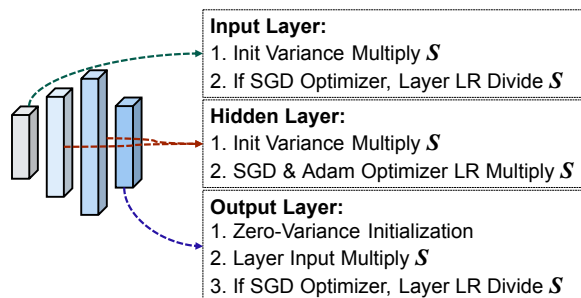 Input Layer:
1. Init Variance Multiply S
2. If SGD Optimizer, Layer LR Divide S
Hidden Layer:
1. Init Variance Multiply S
2. SGD & Adam Optimizer LR Multiply S
Output Layer:
1. Zero-Variance Initialization
2. Layer Input Multiply S
3. If SGD Optimizer, Layer LR Divide S